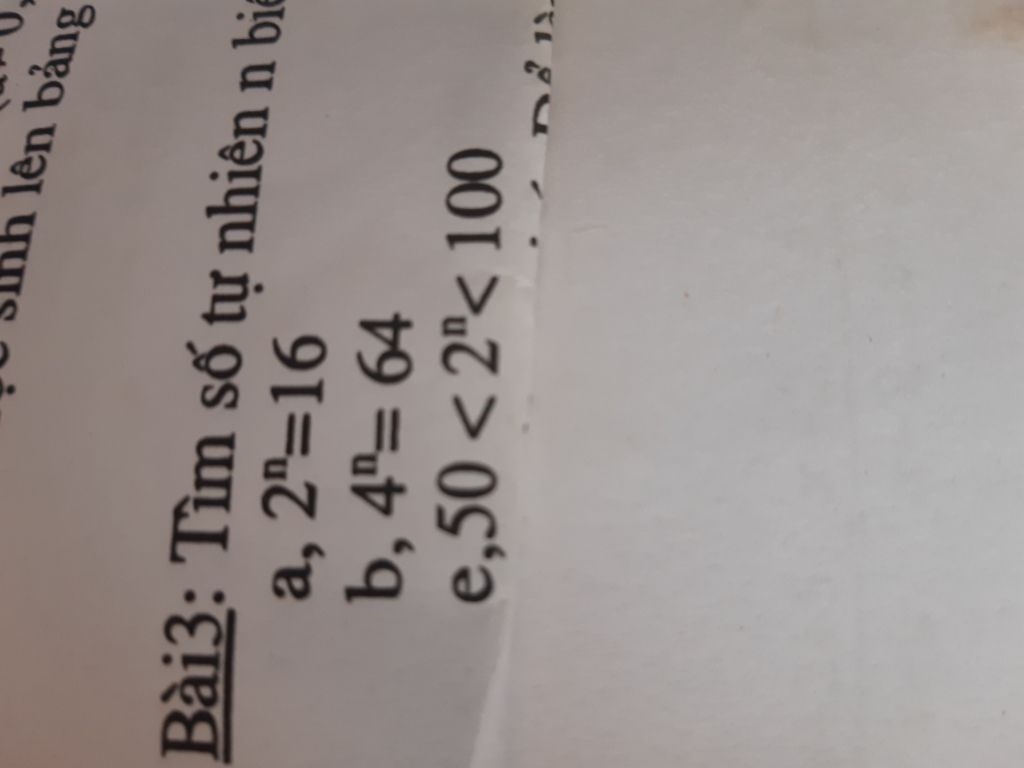 sinh lên bảng
Bài3: Tìm số tự nhiên n
a, 2ⁿ=16
b, 4ⁿ= 64
e,50 < 2ⁿ< 100